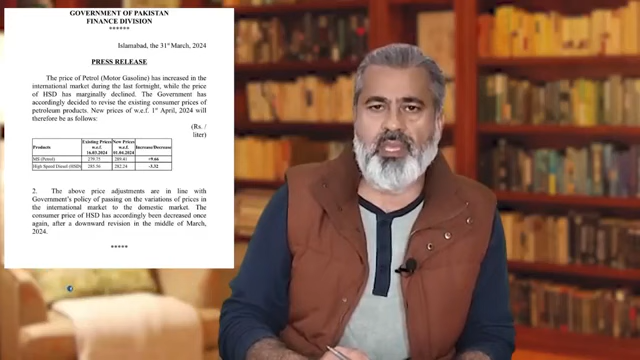 GOVERNMENT OF PAKISTAN
FINANCE DIVISION
******
Islamabad, the 31st March, 2024
PRESS RELEASE
The price of Petrol (Motor Gasoline) has increased in the
international market during the last fortnight, while the price
of HSD has marginally declined. The Government has
accordingly decided to revise the existing consumer prices of
petroleum products. New prices of w.e.f. 1st April, 2024 will
therefore be as follows:
(Rs. /
liter)
Products Existing Prices w.e.f. 16.03.2024 New Prices w.e.f. 01.04.2024 Increase/Decrease
MS (Petrol) 279.75 289.41 +9.66
High Speed Diesel (HSD) 285.56 282.24 -3.32
2. The above price adjustments are in line with
Government's policy of passing on the variations of prices in
the international market to the domestic market. The
consumer price of HSD has accordingly been decreased once
again, after a downward revision in the middle of March,
2024.
*****